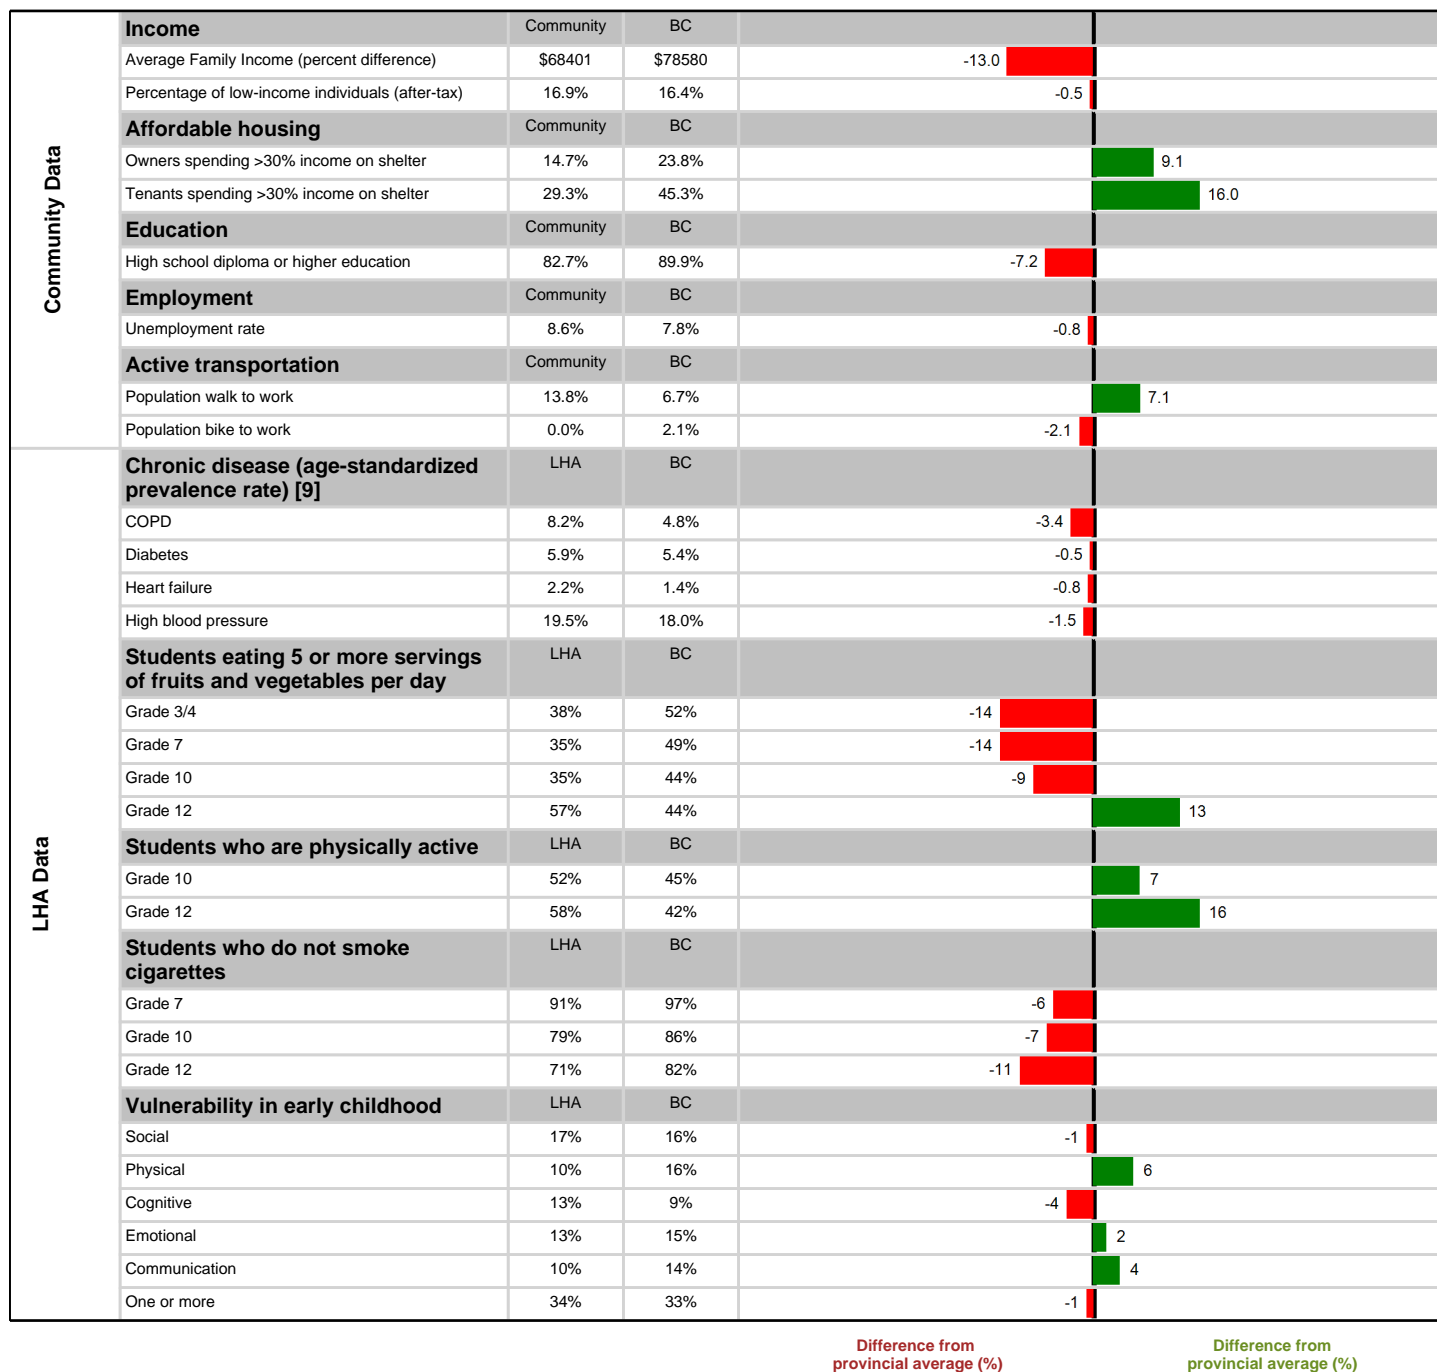 Community Data
Income Community BC
Average Family Income (percent difference) $68401 $78580 -13.0
Percentage of low-income individuals (after-tax) 16.9% 16.4% -0.5
Affordable housing Community BC
Owners spending >30% income on shelter 14.7% 23.8% 9.1
Tenants spending >30% income on shelter 29.3% 45.3% 16.0
Education Community BC
High school diploma or higher education 82.7% 89.9% -7.2
Employment Community BC
Unemployment rate 8.6% 7.8% -0.8
Active transportation Community BC
Population walk to work 13.8% 6.7% 7.1
Population bike to work 0.0% 2.1% -2.1
LHA Data
Chronic disease (age-standardized LHA BC
prevalence rate) [9]
COPD 8.2% 4.8% -3.4
Diabetes 5.9% 5.4% -0.5
Heart failure 2.2% 1.4% -0.8
High blood pressure 19.5% 18.0% -1.5
Students eating 5 or more servings LHA BC
of fruits and vegetables per day
Grade 3/4 38% 52% -14
Grade 7 35% 49% -14
Grade 10 35% 44% -9
Grade 12 57% 44% 13
Students who are physically active LHA BC
Grade 10 52% 45% 7
Grade 12 58% 42% 16
Students who do not smoke LHA BC
cigarettes
Grade 7 91% 97% -6
Grade 10 79% 86% -7
Grade 12 71% 82% -11
Vulnerability in early childhood LHA BC
Social 17% 16% -1
Physical 10% 16% 6
Cognitive 13% 9% -4
Emotional 13% 15% 2
Communication 10% 14% 4
One or more 34% 33% -1
Difference from Difference from
provincial average (%) provincial average (%)